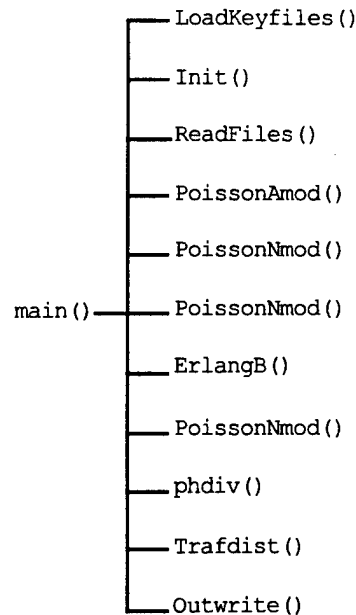 LoadKeyfiles()
Init()
ReadFiles()
PoissonAmod()
PoissonNmod()
main()
PoissonNmod()
ErlangB()
PoissonNmod()
phdiv()
Trafdist()
Outwrite()